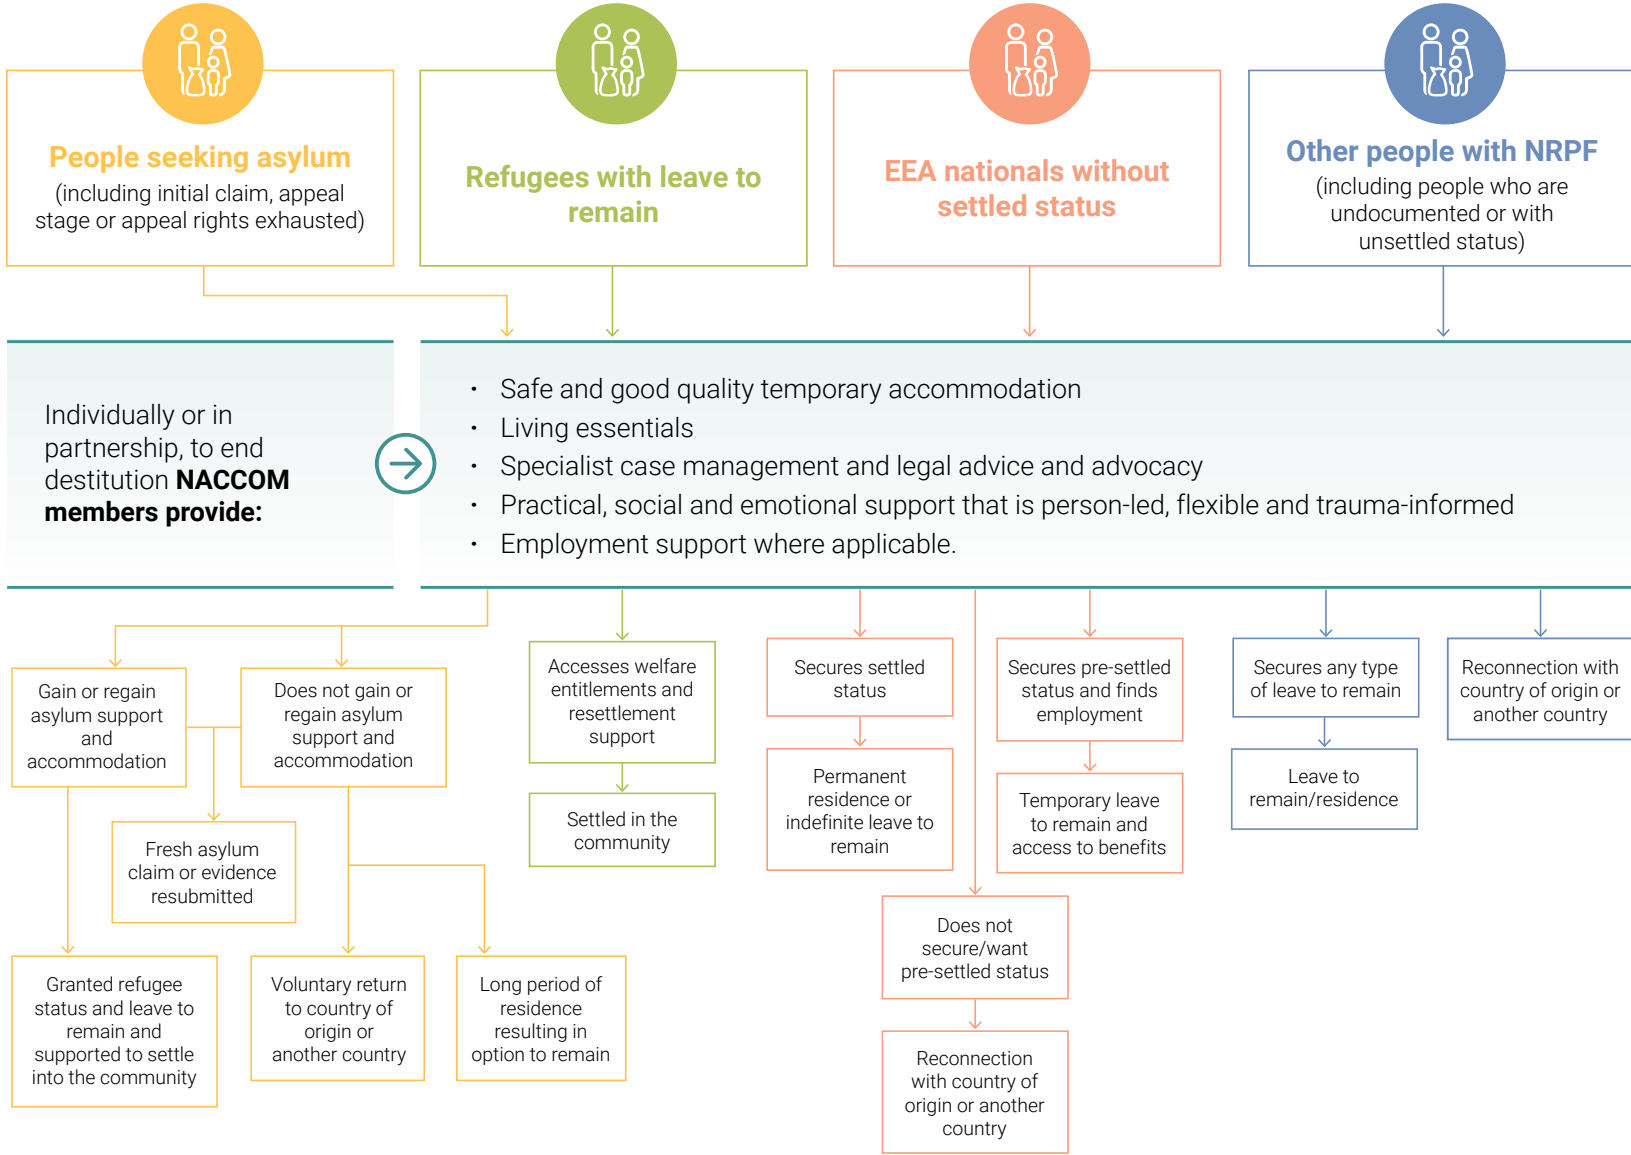 People seeking asylum
(including initial claim, appeal
stage or appeal rights exhausted)
Refugees with leave to
remain
EEA nationals without
settled status
Other people with NRPF
(including people who are
undocumented or with
unsettled status)
Individually or in
partnership, to end
destitution NACCOM
members provide:
• Safe and good quality temporary accommodation
• Living essentials
• Specialist case management and legal advice and advocacy
• Practical, social and emotional support that is person-led, flexible and trauma-informed
• Employment support where applicable.
Gain or regain
asylum support
and
accommodation
Does not gain or
regain asylum
support and
accommodation
Fresh asylum
claim or evidence
resubmitted
Granted refugee
status and leave to
remain and
supported to settle
into the community
Voluntary return
to country of
origin or
another country
Long period of
residence
resulting in
option to remain
Accesses welfare
entitlements and
resettlement
support
Settled in the
community
Secures settled
status
Permanent
residence or
indefinite leave to
remain
Secures pre-settled
status and finds
employment
Temporary leave
to remain and
access to benefits
Does not
secure/want
pre-settled status
Reconnection
with country of
origin or another
country
Secures any type
of leave to remain
Leave to
remain/residence
Reconnection with
country of origin or
another country